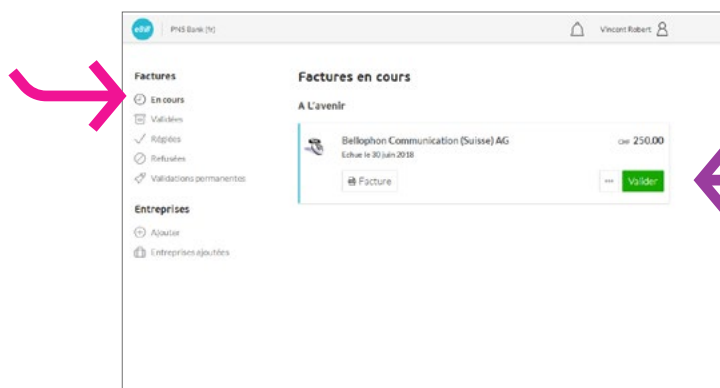 eBill
PNS Bank (fr)
Vincent Robert
Factures
En cours
Validées
Réglées
Refusées
Validations permanentes
Entreprises
Ajouter
Entreprises ajoutées
Factures en cours
A L'avenir
Bellophon Communication (Suisse) AG
CHF 250.00
Echue le 30 juin 2018
Facture
Valider